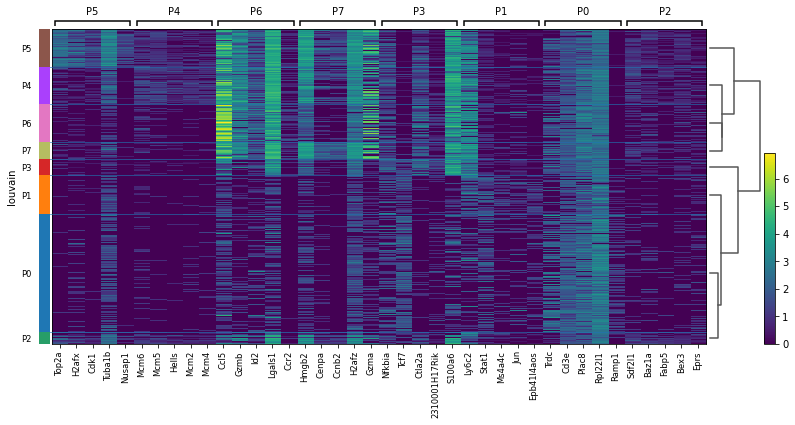 P5 P4 P6 P7 P3 P1 P0 P2
P5
P4
P6
P7
P3
P1
P0
P2
louvain
6
5
4
3
2
1
0
Top2a H2afx Cdk1 Tuba1b Nusap1 Mcm6 Mcm5 Hells Mcm2 Mcm4 Ccl5 Gzmb Id2 Lgals1 Ccr2 Hmgb2 Cenpa Ccnb2 H2afz Gzma Nfkbia Tcf7 Ctla2a 2310001H17Rik S100a6 Ly6c2 Stat1 Ms4a4c Jun Epb41l4aos Trdc Cd3e Plac8 Rpl22l1 Ramp1 Sdf2l1 Baz1a Fabp5 Bex3 Eprs